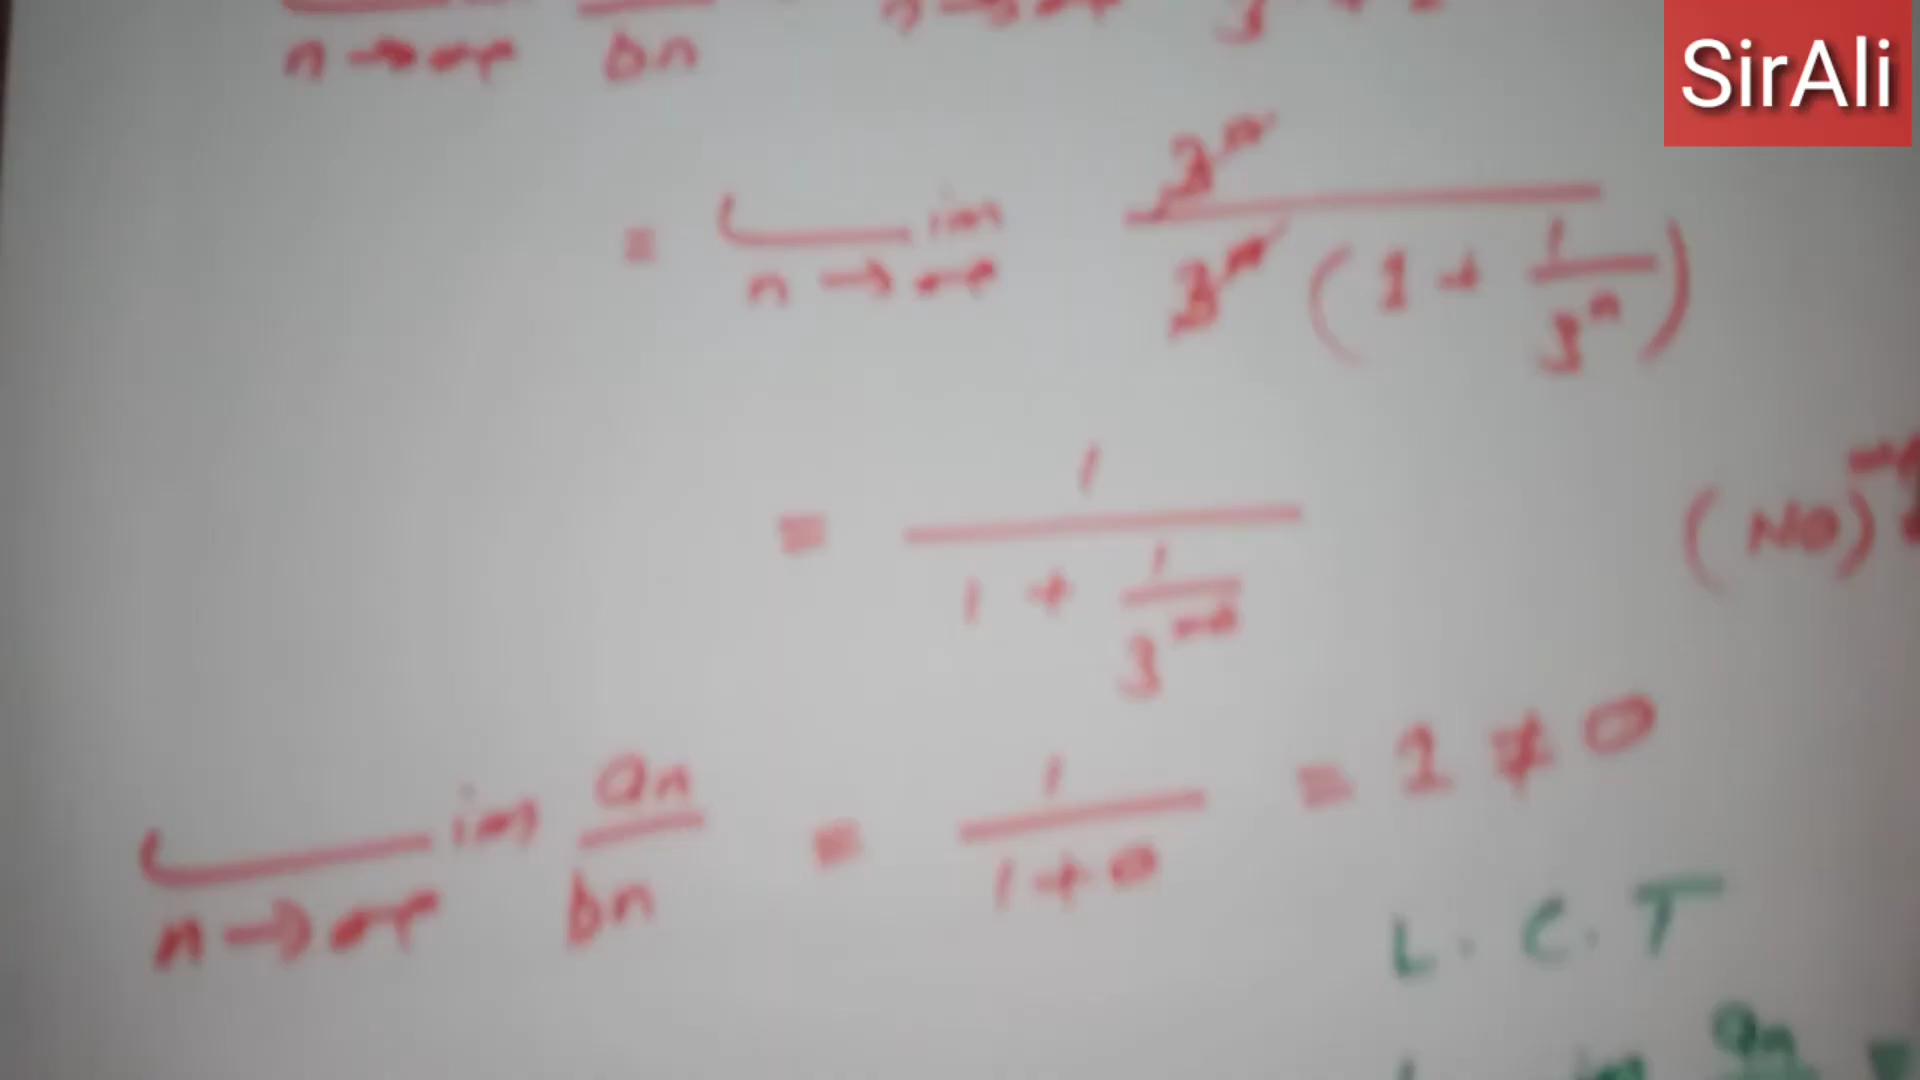 SirAli
n → ∞ bn
= Lim n → ∞ 3^n / 3^n (1 + 1/3^n)
= 1 / 1 + 1/3^∞ (NO)
Lim n → ∞ an/bn = 1 / 1+0 = 1 ≠ 0
L. C. T
an